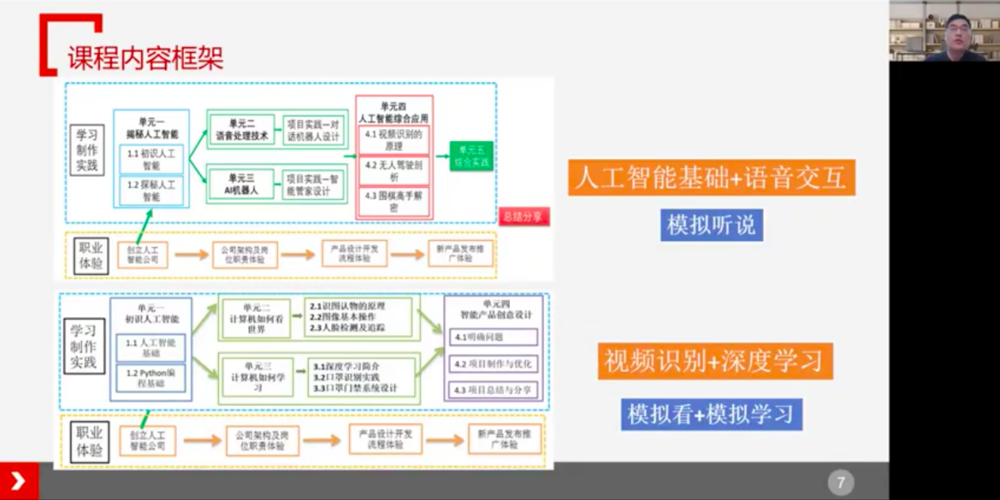 课程内容框架
学习
制作
实践
单元一
揭秘人工智能
1.1 初识人工
智能
1.2 探秘人工
智能
单元二
语音处理技术
项目实践—对
话机器人设计
单元三
AI机器人
项目实践—智
能管家设计
单元四
人工智能综合应用
4.1 视频识别的
原理
4.2 无人驾驶剖
析
4.3 围棋高手解
密
单元五
综合实践
总结分享
职业
体验
创立人工
智能公司
公司架构及岗
位职责体验
产品设计开发
流程体验
新产品发布推
广体验
人工智能基础+语音交互
模拟听说
学习
制作
实践
单元一
初识人工智能
1.1 人工智能
基础
1.2 Python编
程基础
单元二
计算机如何看
世界
2.1识图认物的原理
2.2图像基本操作
2.3人脸检测及追踪
单元三
计算机如何学
习
3.1深度学习简介
3.2口罩识别实践
3.3口罩门禁系统设计
单元四
智能产品创意设计
4.1明确问题
4.2 项目制作与优化
4.3 项目总结与分享
职业
体验
创立人工
智能公司
公司架构及岗
位职责体验
产品设计开发
流程体验
新产品发布推
广体验
视频识别+深度学习
模拟看+模拟学习
7